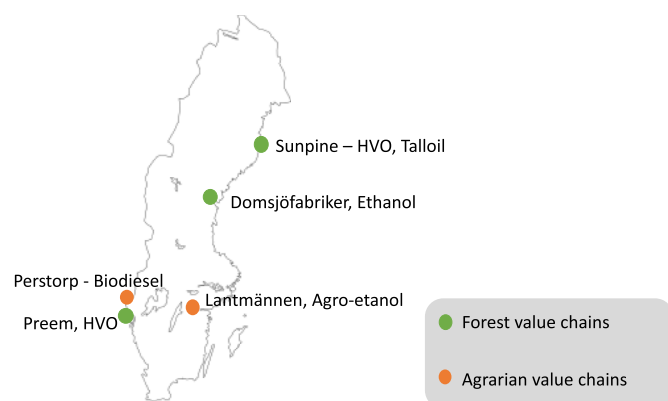 Sunpine – HVO, Talloil
Domsjöfabriker, Ethanol
Perstorp - Biodiesel
Lantmännen, Agro-etanol
Preem, HVO
Forest value chains
Agrarian value chains